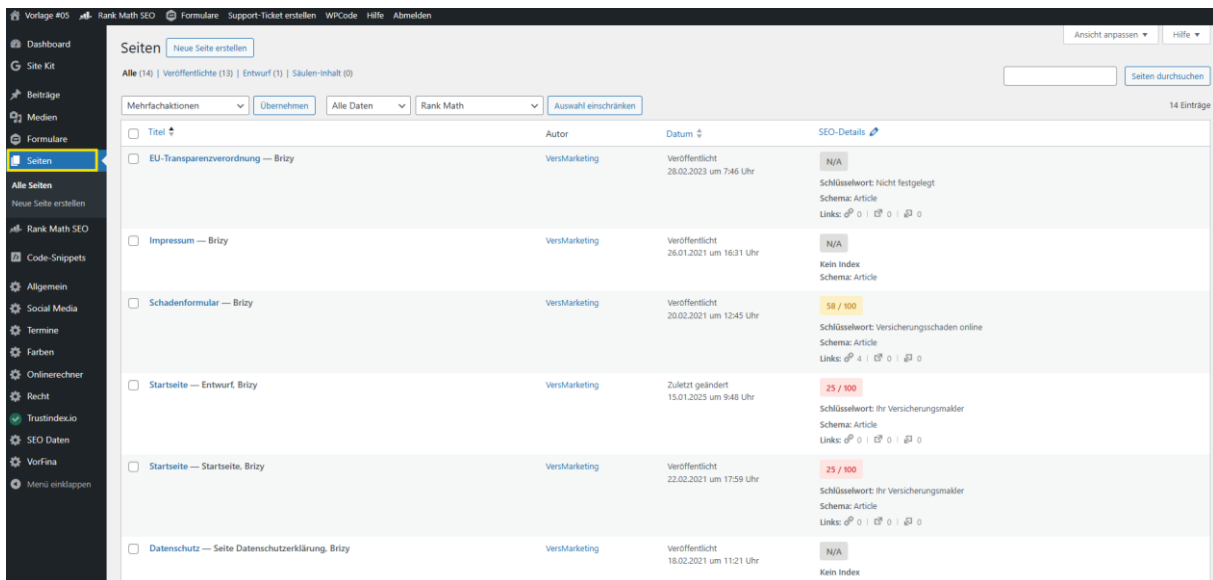 Vorlage #05 Rank Math SEO Formulare Support-Ticket erstellen WPCode Hilfe Abmelden
Dashboard
Site Kit
Beiträge
Medien
Formulare
Seiten
Alle Seiten
Neue Seite erstellen
Rank Math SEO
Code-Snippets
Allgemein
Social Media
Termine
Farben
Onlinerechner
Recht
Trustindex.io
SEO Daten
VorFina
Menü einklappen
Ansicht anpassen Hilfe
Seiten Neue Seite erstellen
Alle (14) | Veröffentlichte (13) | Entwurf (1) | Säulen-Inhalt (0)
Seiten durchsuchen
Mehrfachaktionen Übernehmen Alle Daten Rank Math Auswahl einschränken 14 Einträge
Titel Autor Datum SEO-Details
EU-Transparenzverordnung — Brizy VersMarketing Veröffentlicht N/A
28.02.2023 um 7:46 Uhr
Schlüsselwort: Nicht festgelegt
Schema: Article
Links: 0 | 0 | 0
Impressum — Brizy VersMarketing Veröffentlicht N/A
26.01.2021 um 16:31 Uhr
Kein Index
Schema: Article
Schadenformular — Brizy VersMarketing Veröffentlicht 58 / 100
20.02.2021 um 12:45 Uhr
Schlüsselwort: Versicherungsschaden online
Schema: Article
Links: 4 | 0 | 0
Startseite — Entwurf, Brizy VersMarketing Zuletzt geändert 25 / 100
15.01.2025 um 9:48 Uhr
Schlüsselwort: Ihr Versicherungsmakler
Schema: Article
Links: 0 | 0 | 0
Startseite — Startseite, Brizy VersMarketing Veröffentlicht 25 / 100
22.02.2021 um 17:59 Uhr
Schlüsselwort: Ihr Versicherungsmakler
Schema: Article
Links: 0 | 0 | 0
Datenschutz — Seite Datenschutzerklärung, Brizy VersMarketing Veröffentlicht N/A
18.02.2021 um 11:21 Uhr
Kein Index